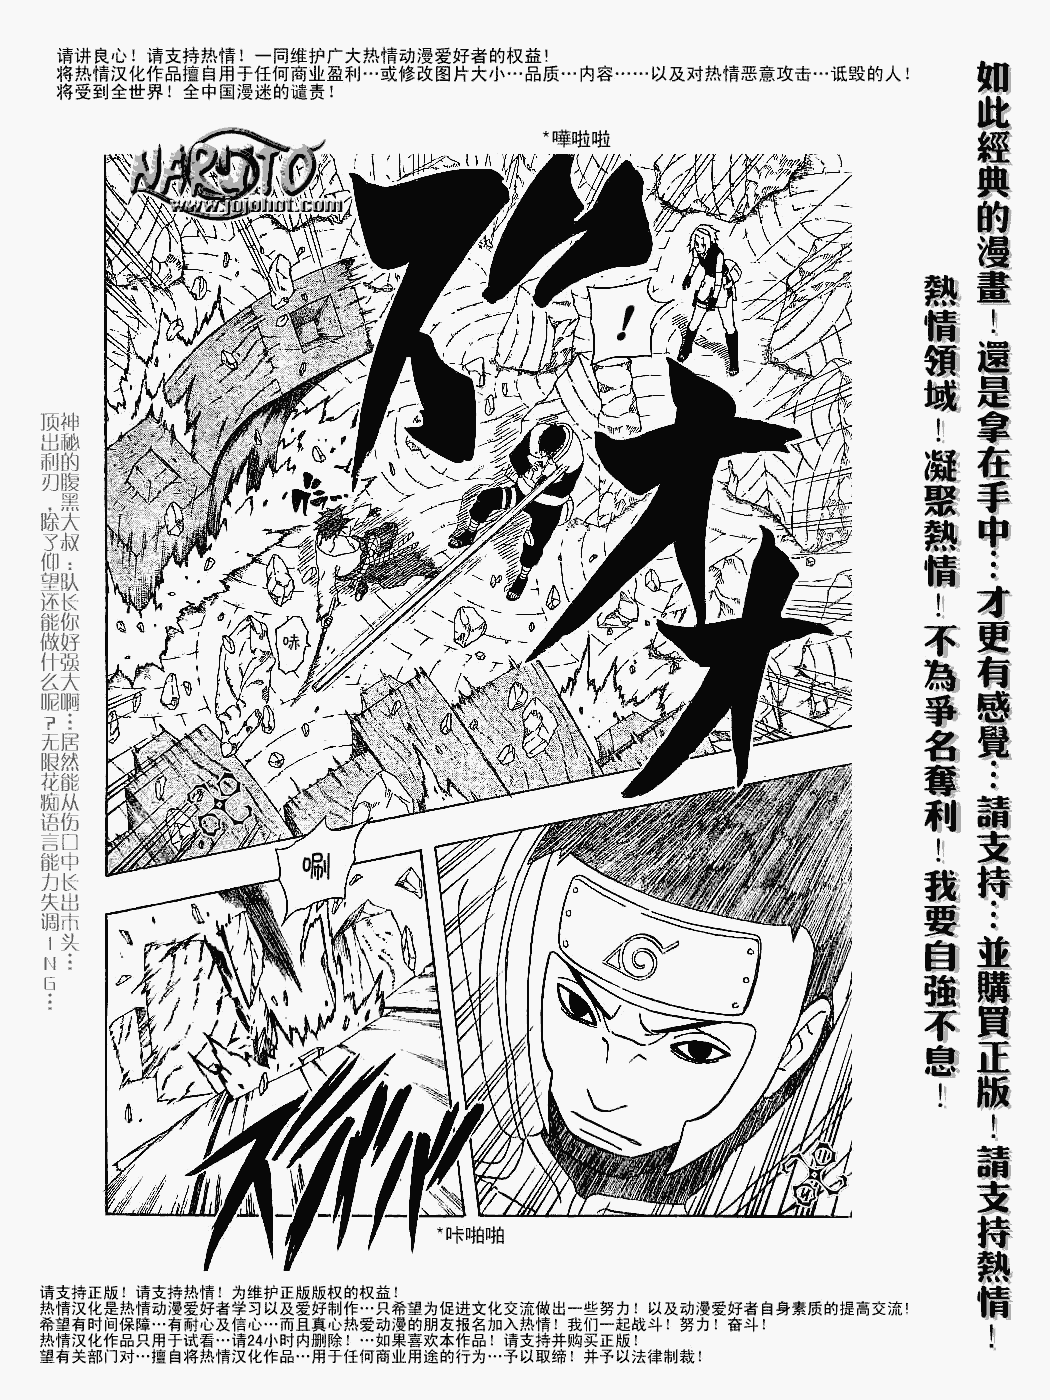 请讲良心！请支持热情！一同维护广大热情动漫爱好者的权益！
将热情汉化作品擅自用于任何商业盈利…或修改图片大小…品质…内容……以及对热情恶意攻击…诋毁的人！
将受到全世界！全中国漫迷的谴责！
*嘩啦啦
NARUTO
www.jojohot.com
ズズ
オオ
！
咏
唰
ズババババ
*咔啪啪
如此經典的漫畫！還是拿在手中…才更有感覺…請支持…並購買正版！請支持熱情！
熱情領域！凝聚熱情！不為爭名奪利！我要自強不息！
神秘的腹黑大叔：队长你好强大啊…居然能从伤口中长出木头…
顶出利刃，除了仰望还能做什么呢？无限花痴语言能力失调-ING…
请支持正版！请支持热情！为维护正版版权的权益！
热情汉化是热情动漫爱好者学习以及爱好制作…只希望为促进文化交流做出一些努力！以及动漫爱好者自身素质的提高交流！
希望有时间保障…有耐心及信心…而且真心热爱动漫的朋友报名加入热情！我们一起战斗！努力！奋斗！
热情汉化作品只用于试看…请24小时内删除！…如果喜欢本作品！请支持并购买正版！
望有关部门对…擅自将热情汉化作品…用于任何商业用途的行为…予以取缔！并予以法律制裁！